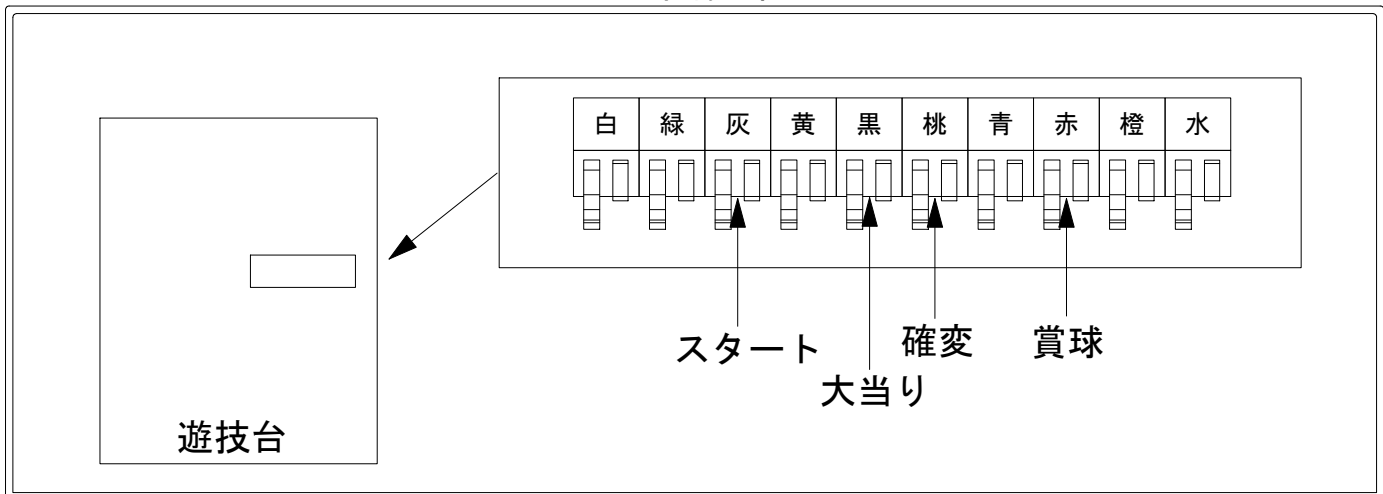 白 緑 灰 黄 黒 桃 青 赤 橙 水
スタート
大当り
確変
賞球
遊技台